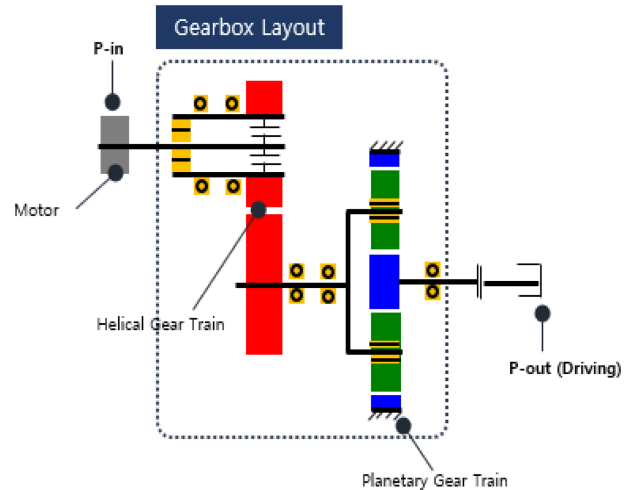 Gearbox Layout
P-in
Motor
Helical Gear Train
P-out (Driving)
Planetary Gear Train